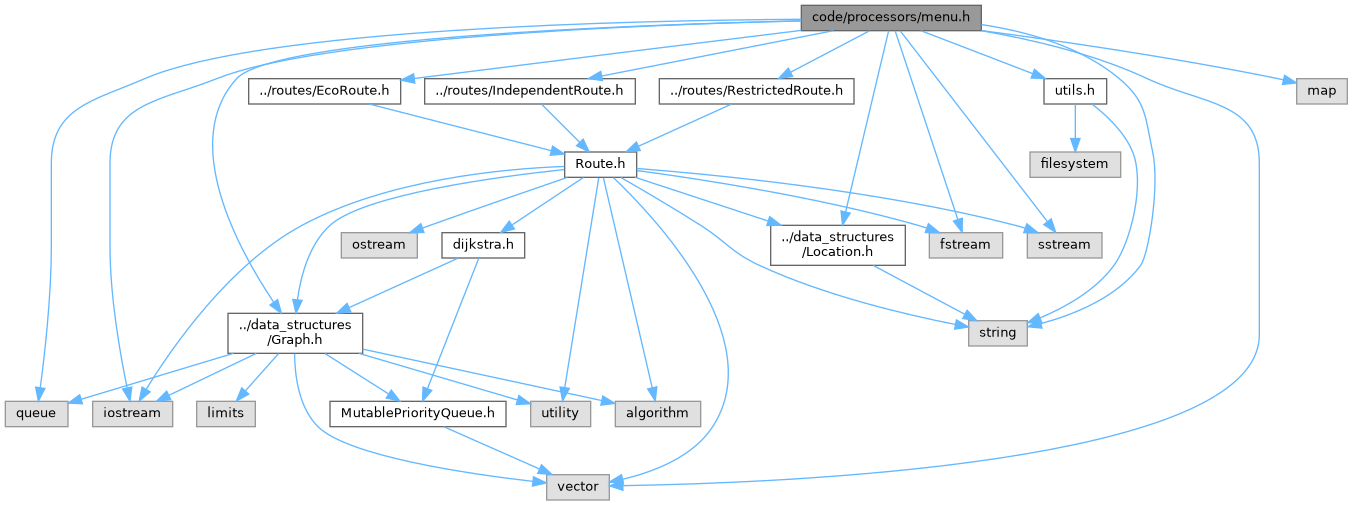 code/processors/menu.h
../routes/EcoRoute.h
../routes/IndependentRoute.h
../routes/RestrictedRoute.h
utils.h
map
Route.h
filesystem
ostream
dijkstra.h
../data_structures
/Location.h
fstream
sstream
../data_structures
/Graph.h
string
queue
iostream
limits
MutablePriorityQueue.h
utility
algorithm
vector